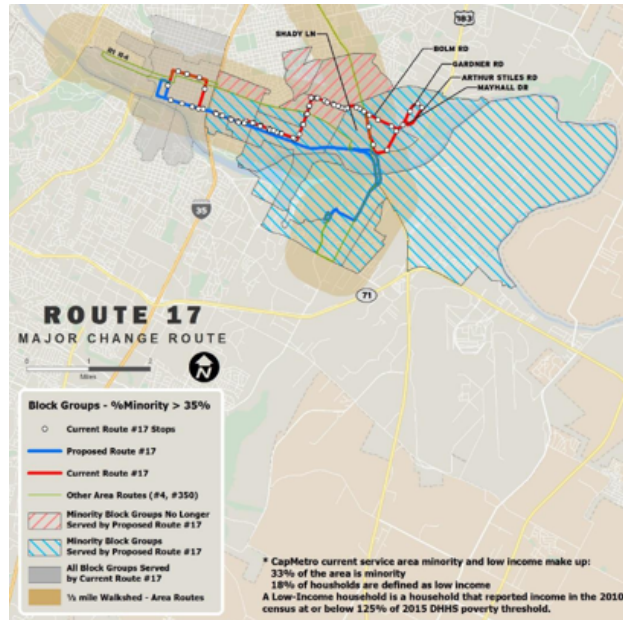 183
SHADY LN
BOLM RD
GARDNER RD
ARTHUR STILES RD
MAYHALL DR
Rt #4
35
71
ROUTE 17
MAJOR CHANGE ROUTE
0 1 2
Miles
N
Block Groups - %Minority > 35%
Current Route #17 Stops
Proposed Route #17
Current Route #17
Other Area Routes (#4, #350)
Minority Block Groups No Longer
Served by Proposed Route #17
Minority Block Groups
Served by Proposed Route #17
All Block Groups Served
by Current Route #17
½ mile Walkshed - Area Routes
* CapMetro current service area minority and low income make up:
33% of the area is minority
18% of housholds are defined as low income
A Low-Income household is a household that reported income in the 2010
census at or below 125% of 2015 DHHS poverty threshold.